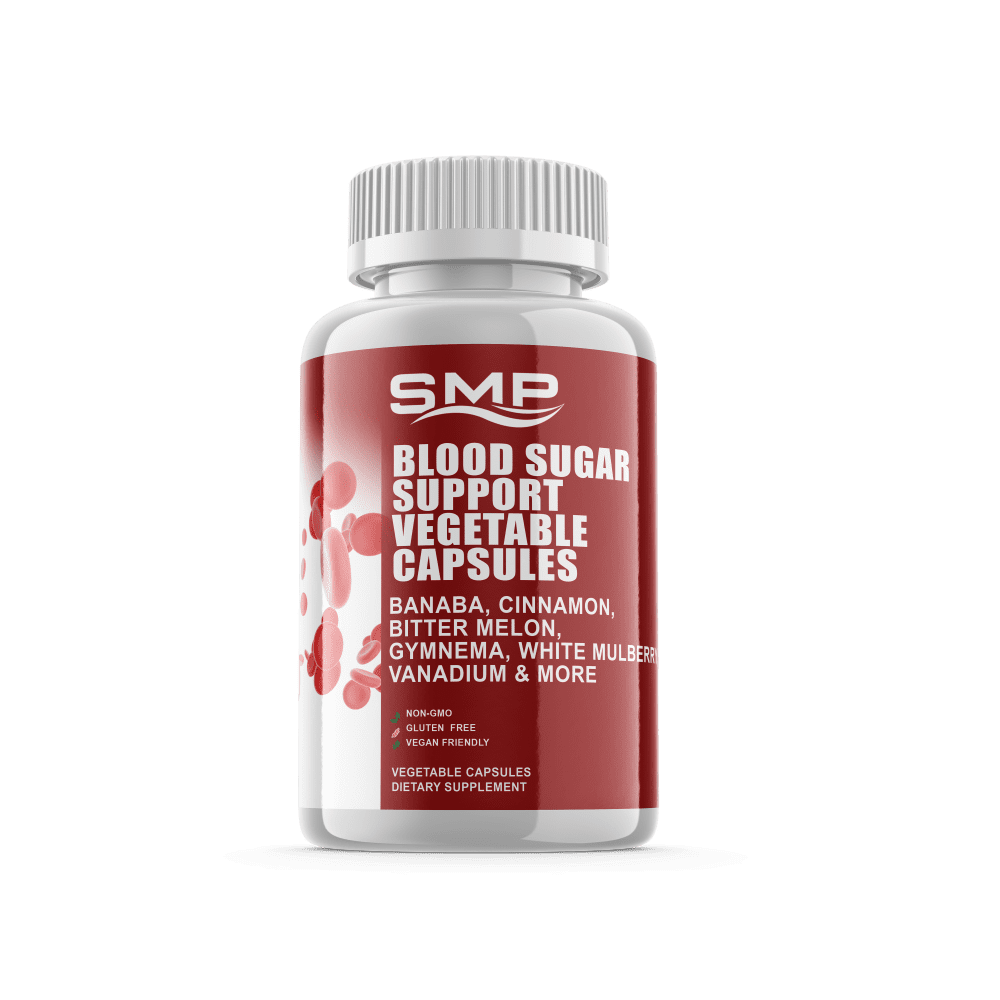 SMP
BLOOD SUGAR
SUPPORT
VEGETABLE
CAPSULES
BANABA, CINNAMON,
BITTER MELON,
GYMNEMA, WHITE MULBERRY
VANADIUM & MORE
NON-GMO
GLUTEN FREE
VEGAN FRIENDLY
VEGETABLE CAPSULES
DIETARY SUPPLEMENT